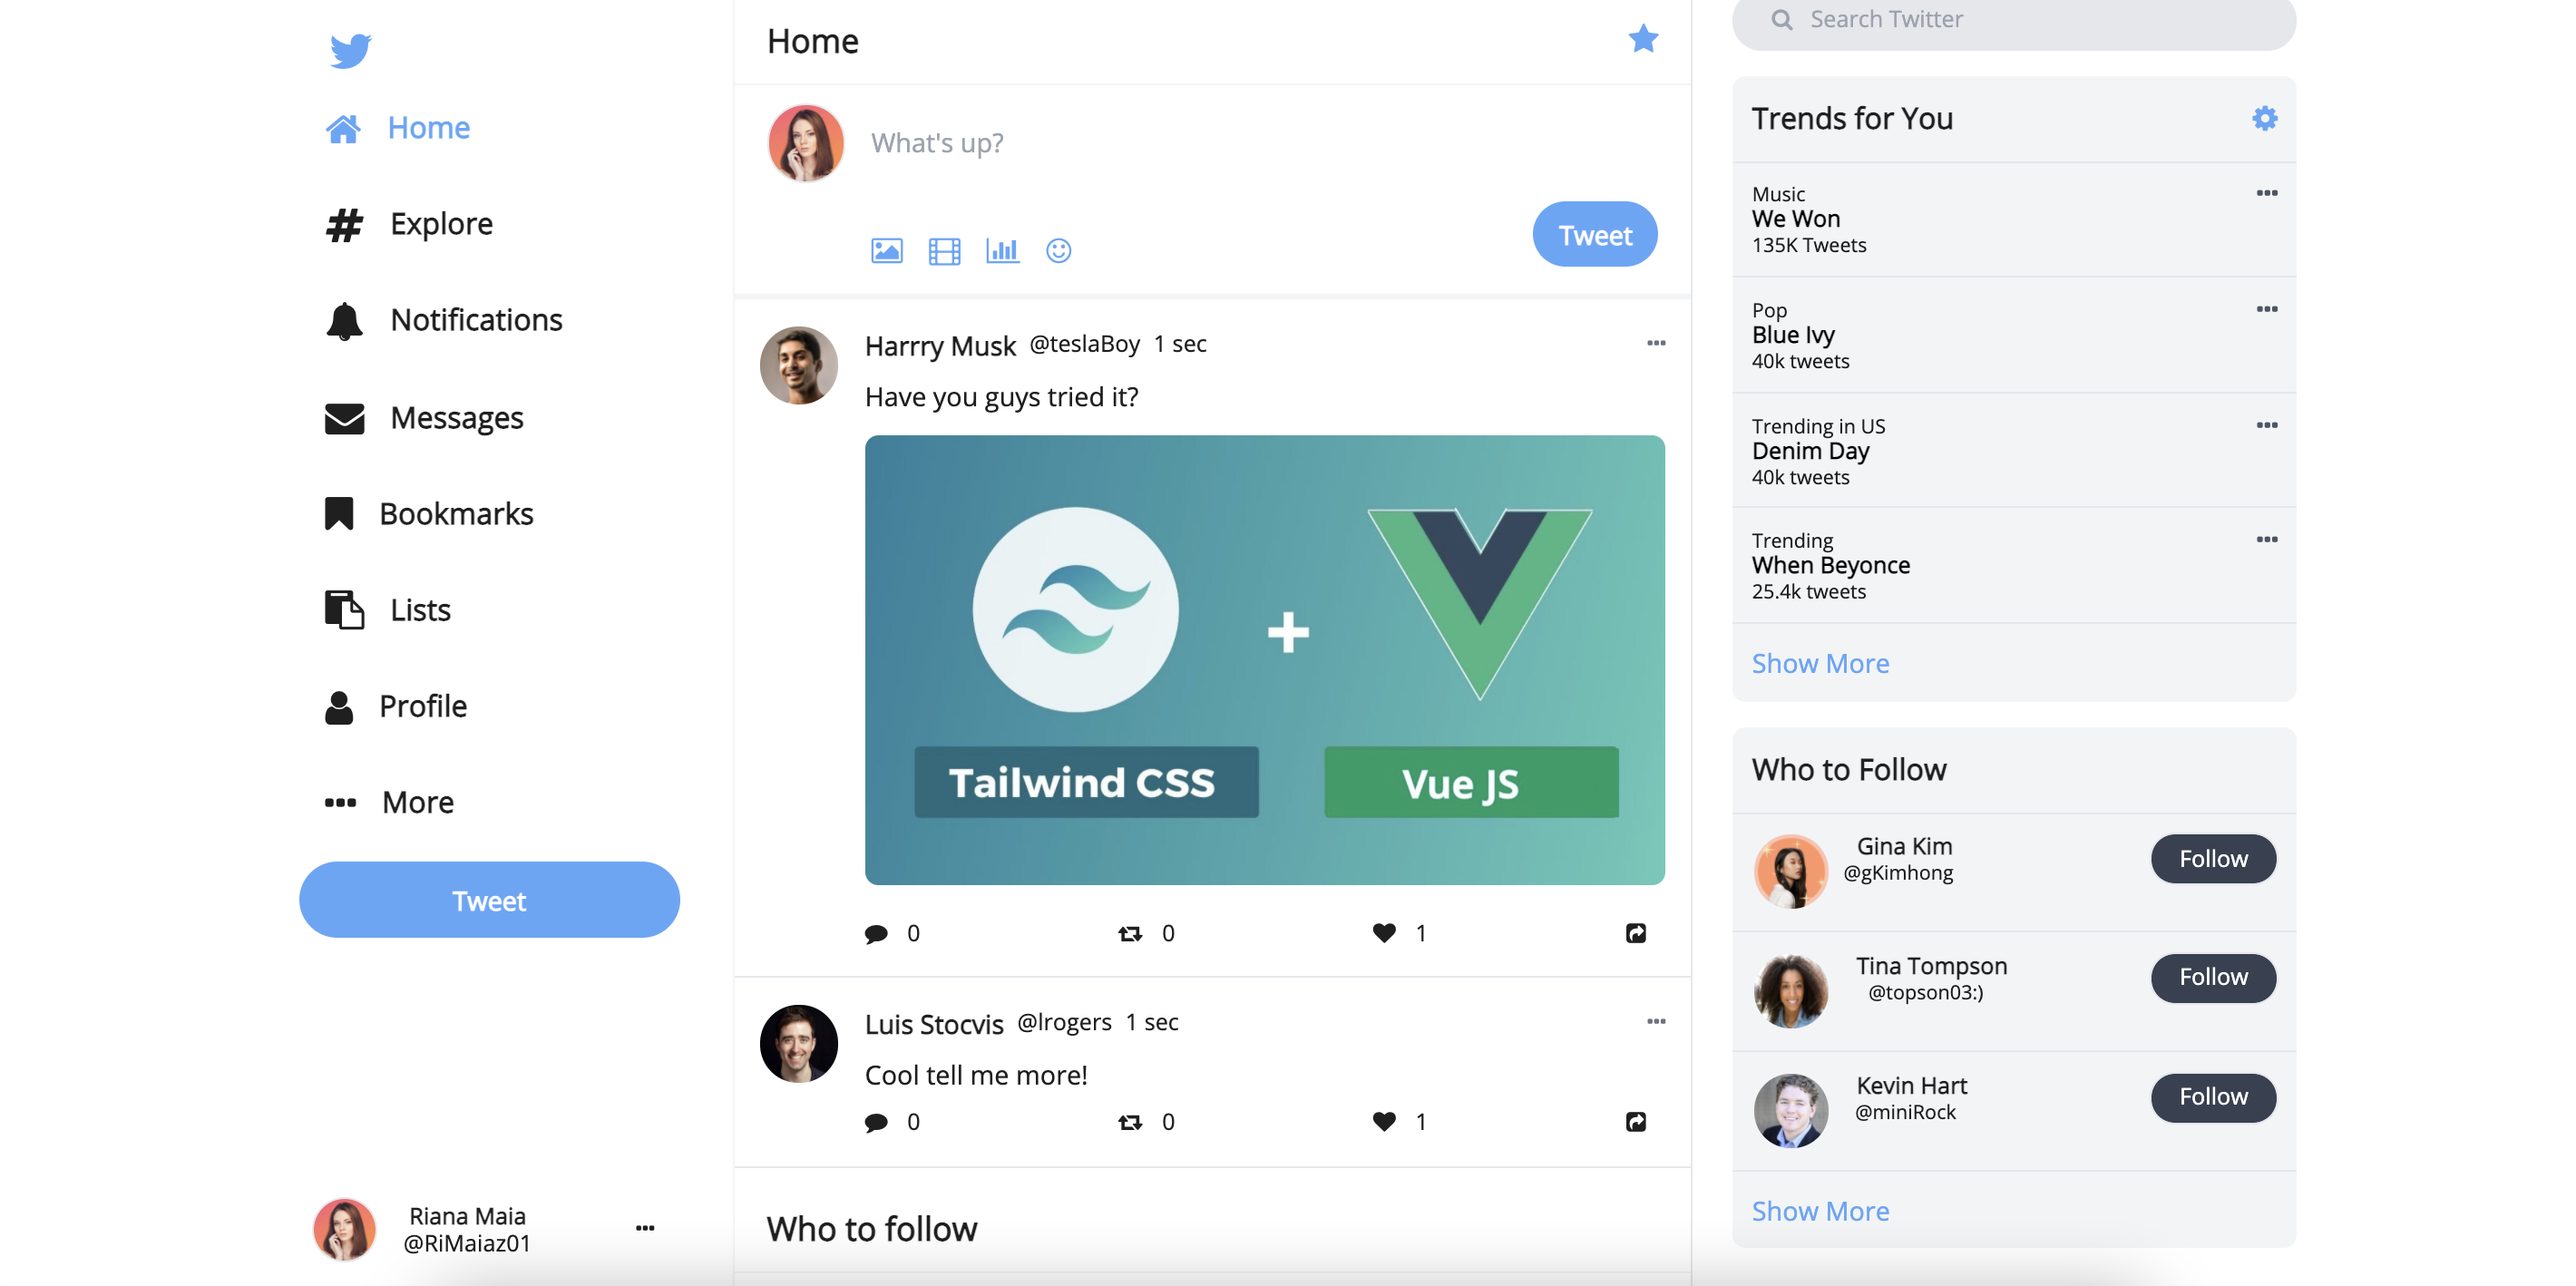 Home
Explore
Notifications
Messages
Bookmarks
Lists
Profile
More
Tweet
Riana Maia
@RiMaiaz01
Home
What's up?
Tweet
Harrry Musk @teslaBoy 1 sec
Have you guys tried it?
+
Tailwind CSS
Vue JS
0 0 1
Luis Stocvis @lrogers 1 sec
Cool tell me more!
0 0 1
Who to follow
Search Twitter
Trends for You
Music
We Won
135K Tweets
Pop
Blue Ivy
40k tweets
Trending in US
Denim Day
40k tweets
Trending
When Beyonce
25.4k tweets
Show More
Who to Follow
Gina Kim
@gKimhong
Follow
Tina Tompson
@topson03:)
Follow
Kevin Hart
@miniRock
Follow
Show More